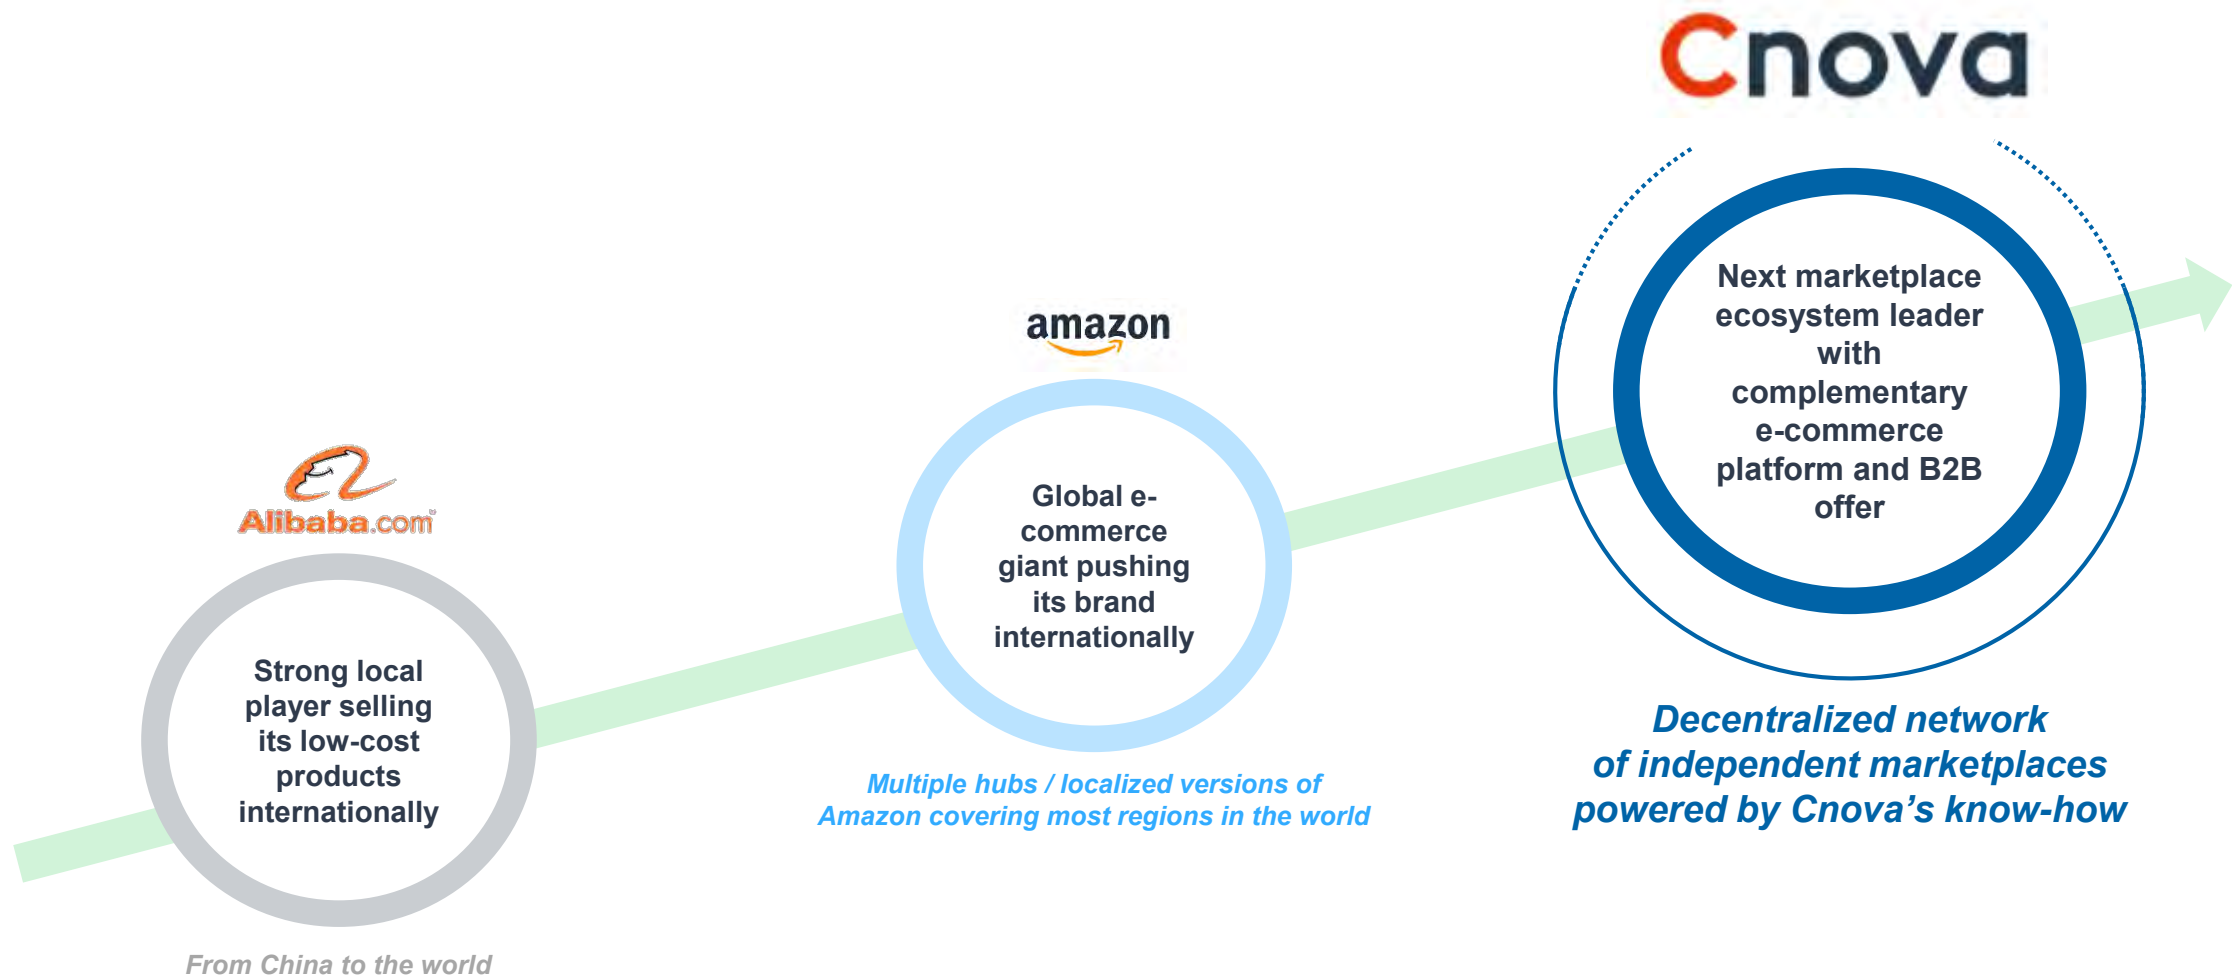 Cnova
Next marketplace
ecosystem leader
with
complementary
e-commerce
platform and B2B
offer
Decentralized network
of independent marketplaces
powered by Cnova's know-how
amazon
Global e-
commerce
giant pushing
its brand
internationally
Multiple hubs / localized versions of
Amazon covering most regions in the world
Alibaba.com
Strong local
player selling
its low-cost
products
internationally
From China to the world